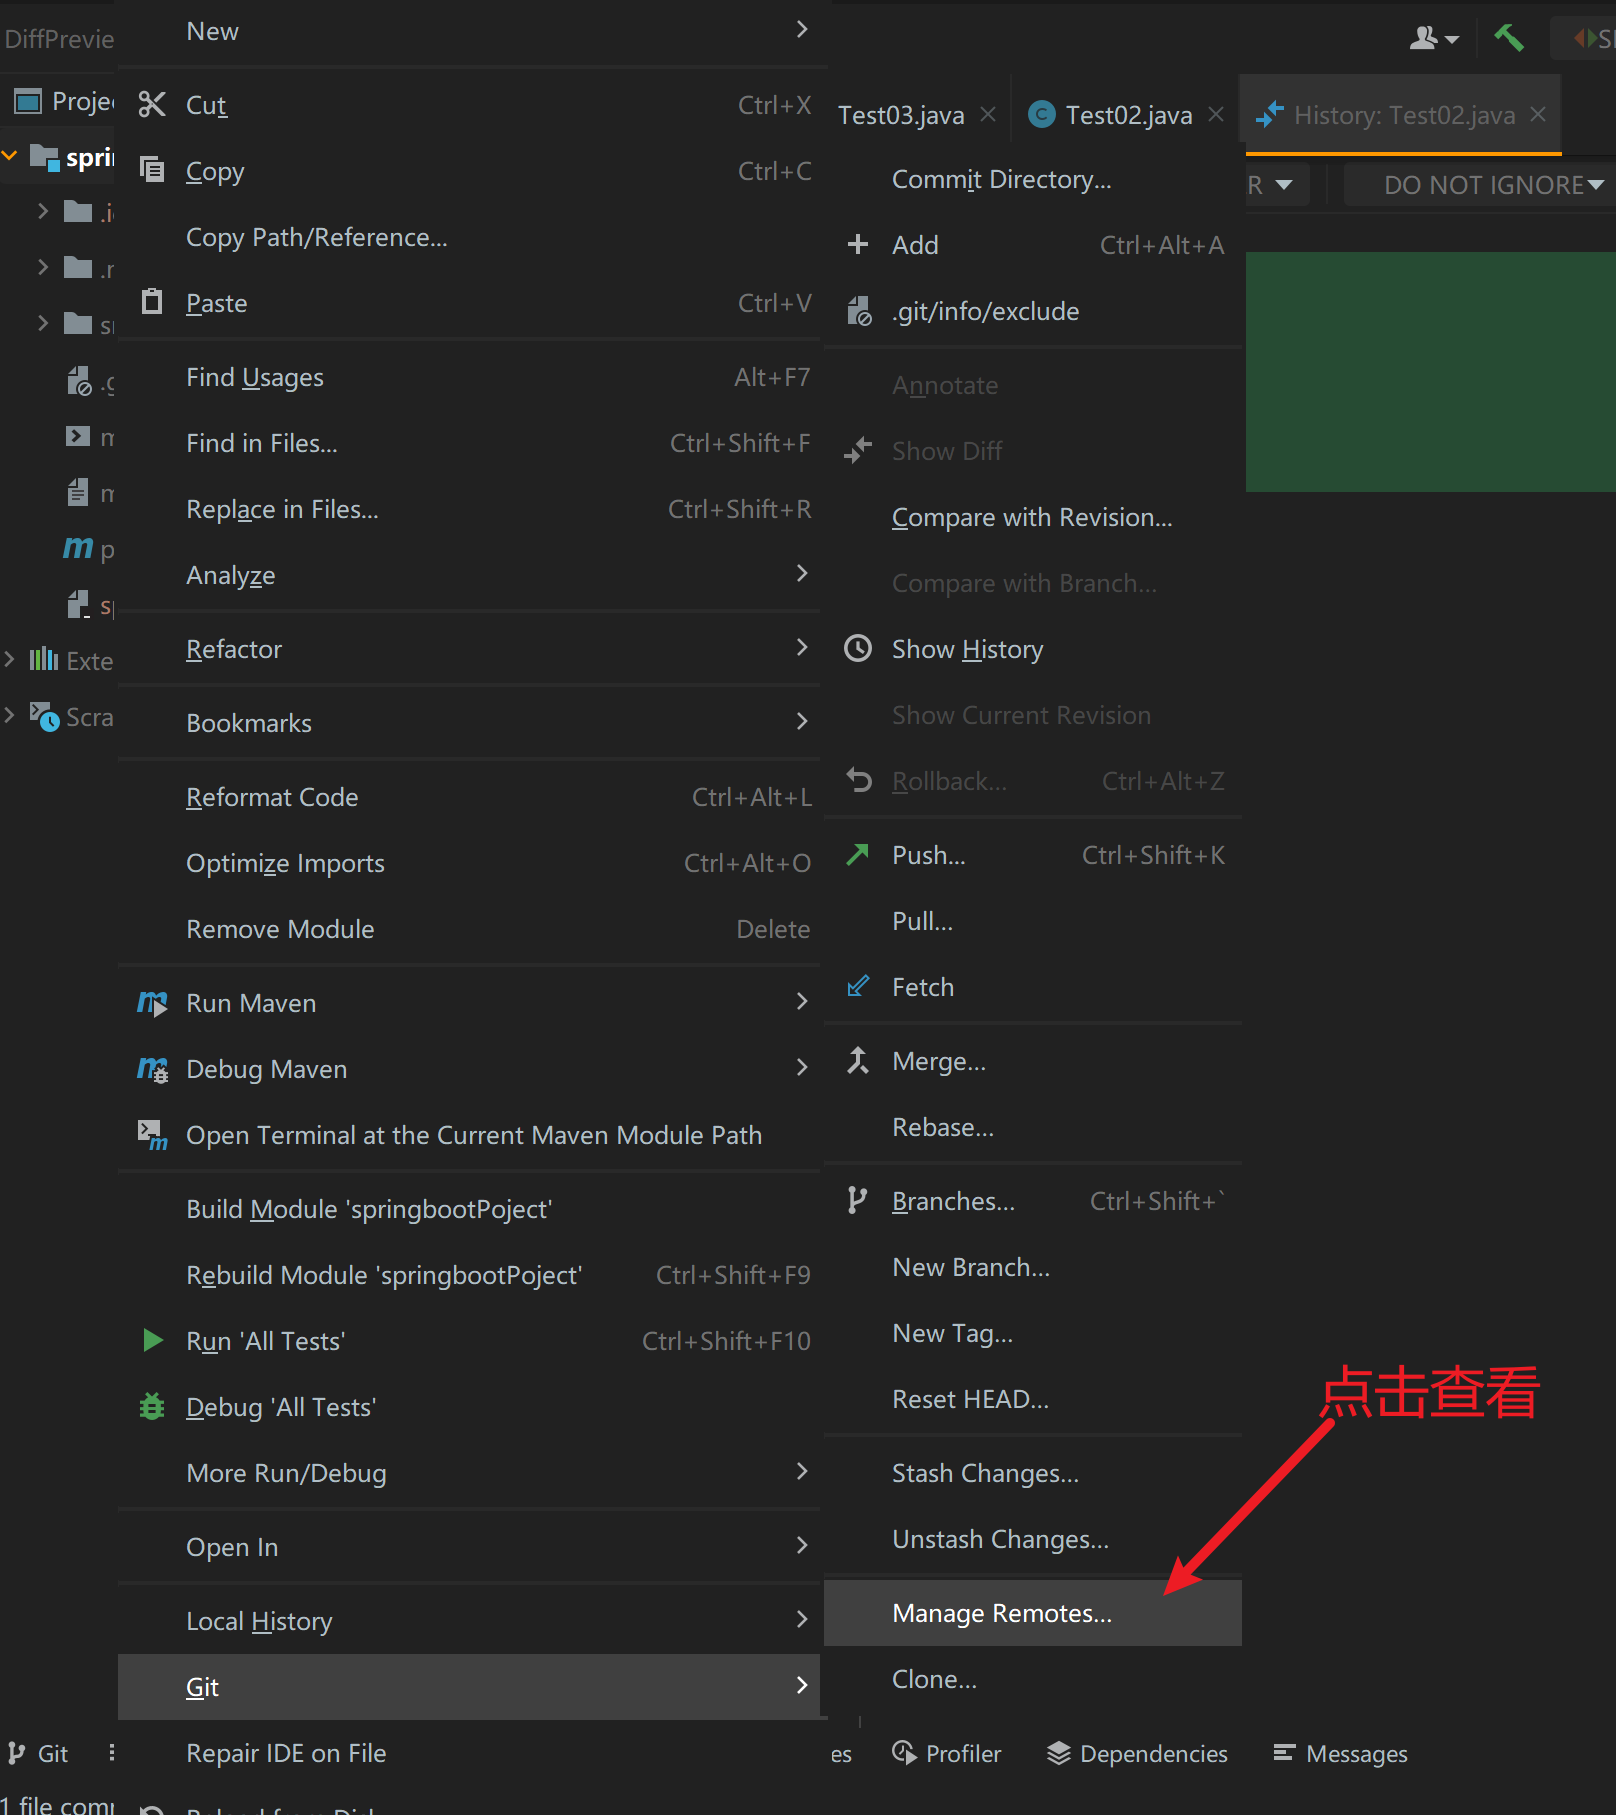 DiffPrevie
Proje
spri
Exte
Scra
New
Cut Ctrl+X
Copy Ctrl+C
Copy Path/Reference...
Paste Ctrl+V
Find Usages Alt+F7
Find in Files... Ctrl+Shift+F
Replace in Files... Ctrl+Shift+R
Analyze
Refactor
Bookmarks
Reformat Code Ctrl+Alt+L
Optimize Imports Ctrl+Alt+O
Remove Module Delete
Run Maven
Debug Maven
Open Terminal at the Current Maven Module Path
Build Module 'springbootPoject'
Rebuild Module 'springbootPoject' Ctrl+Shift+F9
Run 'All Tests' Ctrl+Shift+F10
Debug 'All Tests'
More Run/Debug
Open In
Local History
Git
Repair IDE on File
Test03.java
Test02.java
History: Test02.java
R
DO NOT IGNORE
Commit Directory...
Add Ctrl+Alt+A
.git/info/exclude
Annotate
Show Diff
Compare with Revision...
Compare with Branch...
Show History
Show Current Revision
Rollback... Ctrl+Alt+Z
Push... Ctrl+Shift+K
Pull...
Fetch
Merge...
Rebase...
Branches... Ctrl+Shift+`
New Branch...
New Tag...
Reset HEAD...
Stash Changes...
Unstash Changes...
Manage Remotes...
Clone...
点击查看
Git
es
Profiler
Dependencies
Messages
1 file com